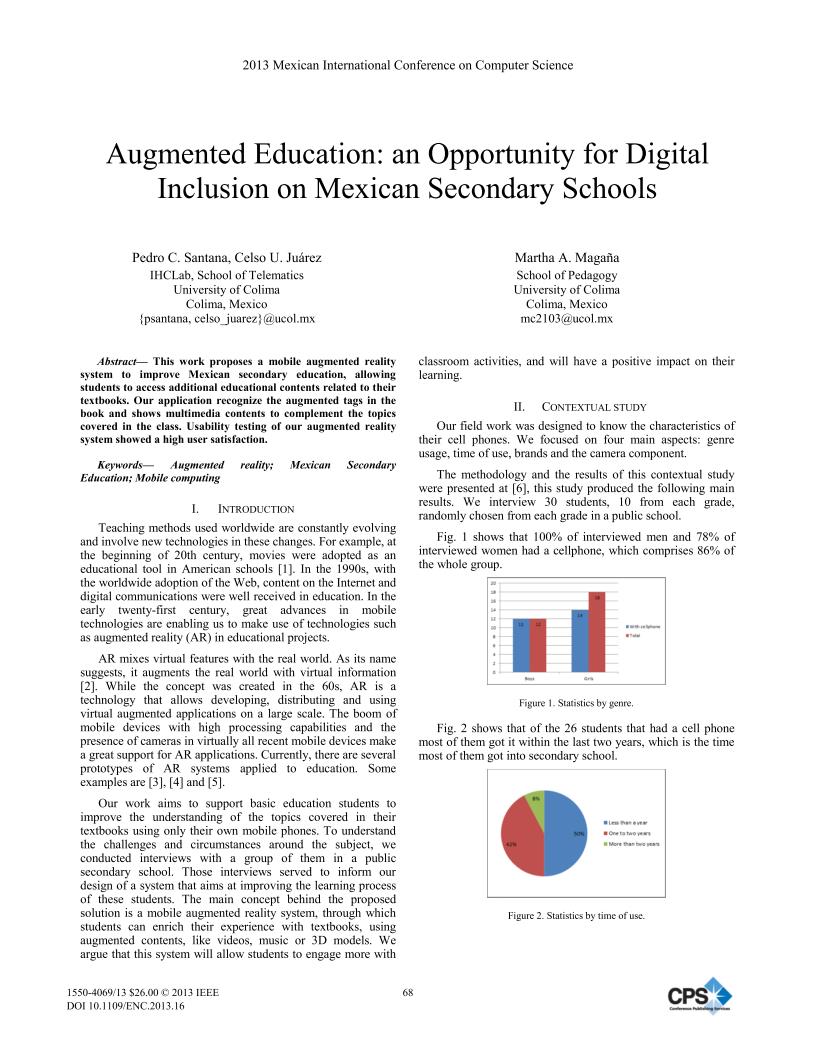 2013 Mexican International Conference on Computer Science
Augmented Education: an Opportunity for Digital
Inclusion on Mexican Secondary Schools
Pedro C. Santana, Celso U. Juárez
IHCLab, School of Telematics
University of Colima
Colima, Mexico
{psantana, celso_juarez}@ucol.mx
Martha A. Magaña
School of Pedagogy
University of Colima
Colima, Mexico
mc2103@ucol.mx
Abstract— This work proposes a mobile augmented reality
system to improve Mexican secondary education, allowing
students to access additional educational contents related to their
textbooks. Our application recognize the augmented tags in the
book and shows multimedia contents to complement the topics
covered in the class. Usability testing of our augmented reality
system showed a high user satisfaction.
Keywords— Augmented reality; Mexican Secondary
Education; Mobile computing
I. INTRODUCTION
Teaching methods used worldwide are constantly evolving
and involve new technologies in these changes. For example, at
the beginning of 20th century, movies were adopted as an
educational tool in American schools [1]. In the 1990s, with
the worldwide adoption of the Web, content on the Internet and
digital communications were well received in education. In the
early twenty-first century, great advances in mobile
technologies are enabling us to make use of technologies such
as augmented reality (AR) in educational projects.
AR mixes virtual features with the real world. As its name
suggests, it augments the real world with virtual information
[2]. While the concept was created in the 60s, AR is a
technology that allows developing, distributing and using
virtual augmented applications on a large scale. The boom of
mobile devices with high processing capabilities and the
presence of cameras in virtually all recent mobile devices make
a great support for AR applications. Currently, there are several
prototypes of AR systems applied to education. Some
examples are [3], [4] and [5].
Our work aims to support basic education students to
improve the understanding of the topics covered in their
textbooks using only their own mobile phones. To understand
the challenges and circumstances around the subject, we
conducted interviews with a group of them in a public
secondary school. Those interviews served to inform our
design of a system that aims at improving the learning process
of these students. The main concept behind the proposed
solution is a mobile augmented reality system, through which
students can enrich their experience with textbooks, using
augmented contents, like videos, music or 3D models. We
argue that this system will allow students to engage more with
classroom activities, and will have a positive impact on their
learning.
II. CONTEXTUAL STUDY
Our field work was designed to know the characteristics of
their cell phones. We focused on four main aspects: genre
usage, time of use, brands and the camera component.
The methodology and the results of this contextual study
were presented at [6], this study produced the following main
results. We interview 30 students, 10 from each grade,
randomly chosen from each grade in a public school.
Fig. 1 shows that 100% of interviewed men and 78% of
interviewed women had a cellphone, which comprises 86% of
the whole group.
20
18
16
14
12
10
8
6
4
2
0
12
12
14
18
Boys
Girls
With cellphone
Total
Figure 1. Statistics by genre.
Fig. 2 shows that of the 26 students that had a cell phone
most of them got it within the last two years, which is the time
most of them got into secondary school.
8%
50%
42%
Less than a year
One to two years
More than two years
Figure 2. Statistics by time of use.
1550-4069/13 $26.00 © 2013 IEEE
DOI 10.1109/ENC.2013.16
68
CPS
Conference Publishing Services